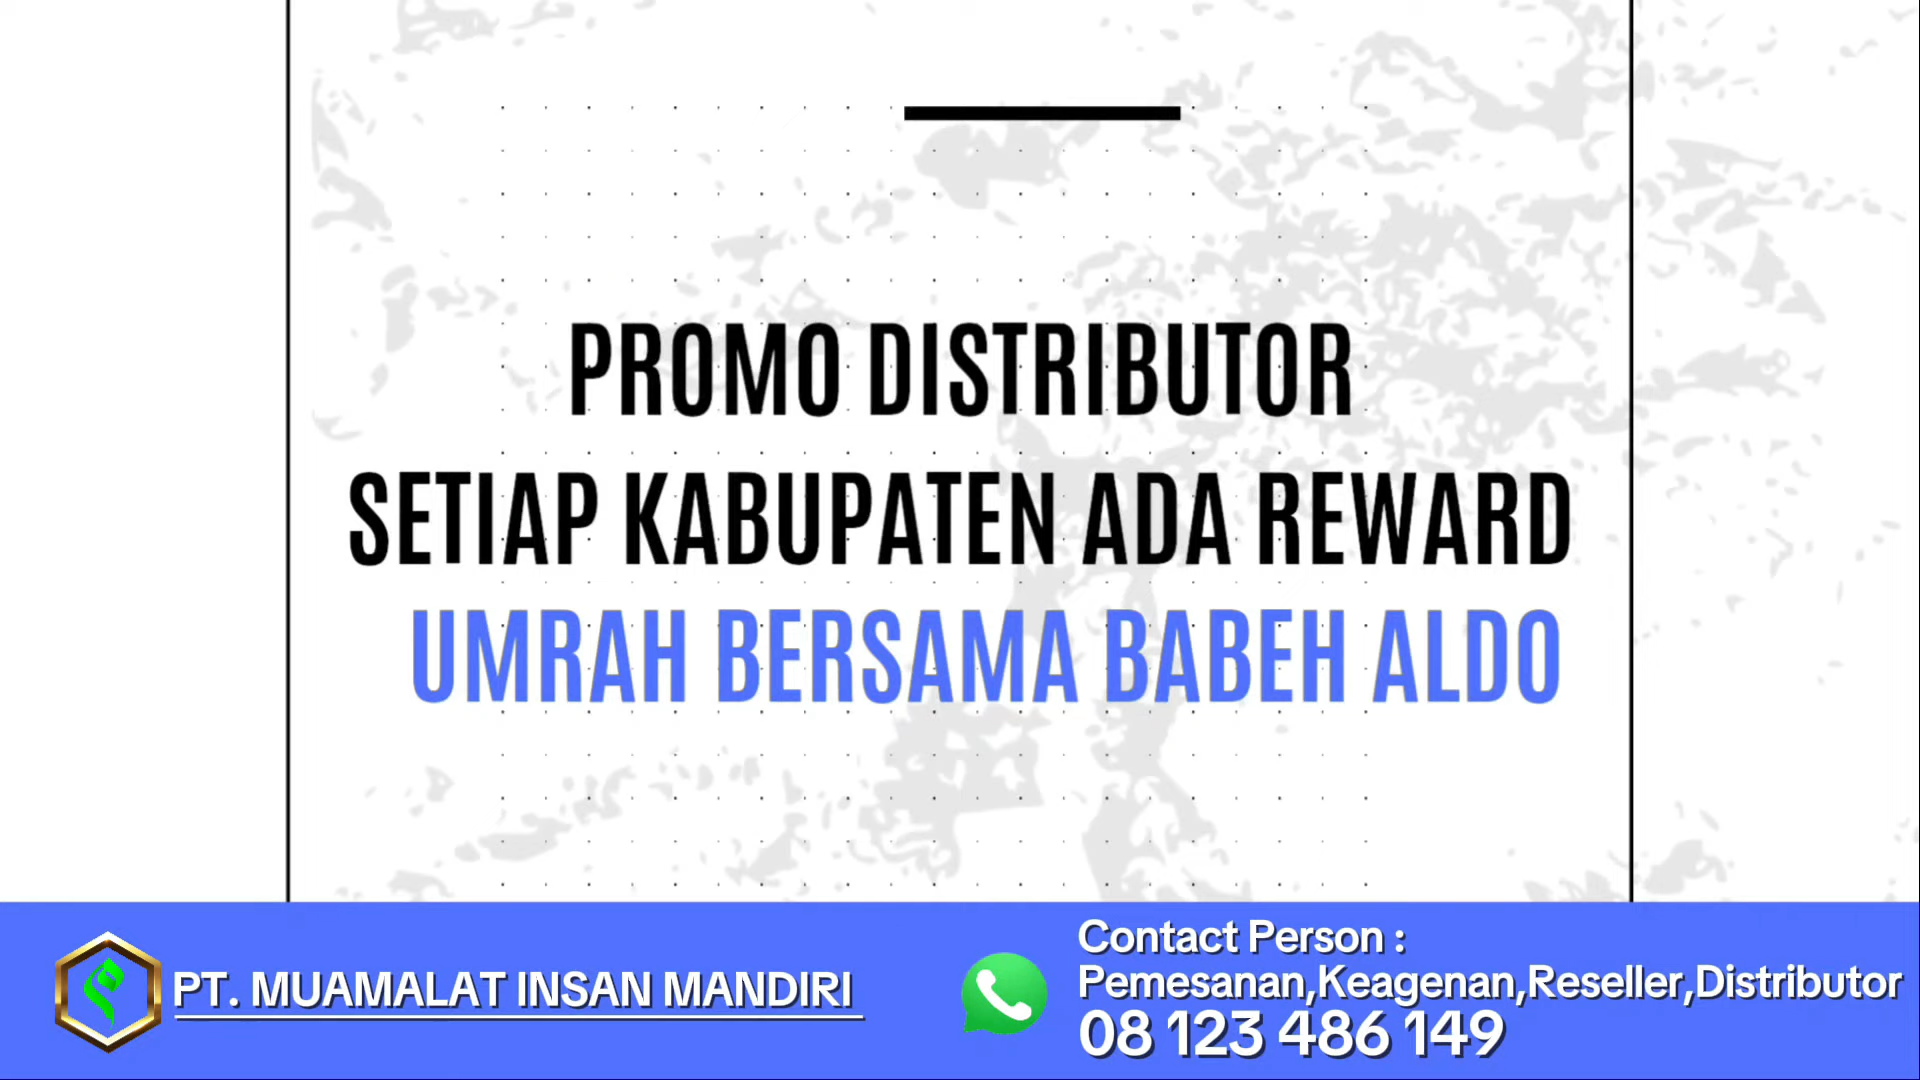 PROMO DISTRIBUTOR
SETIAP KABUPATEN ADA REWARD
UMRAH BERSAMA BABEH ALDO
PT. MUAMALAT INSAN MANDIRI
Contact Person :
Pemesanan,Keagenan,Reseller,Distributor
08 123 486 149